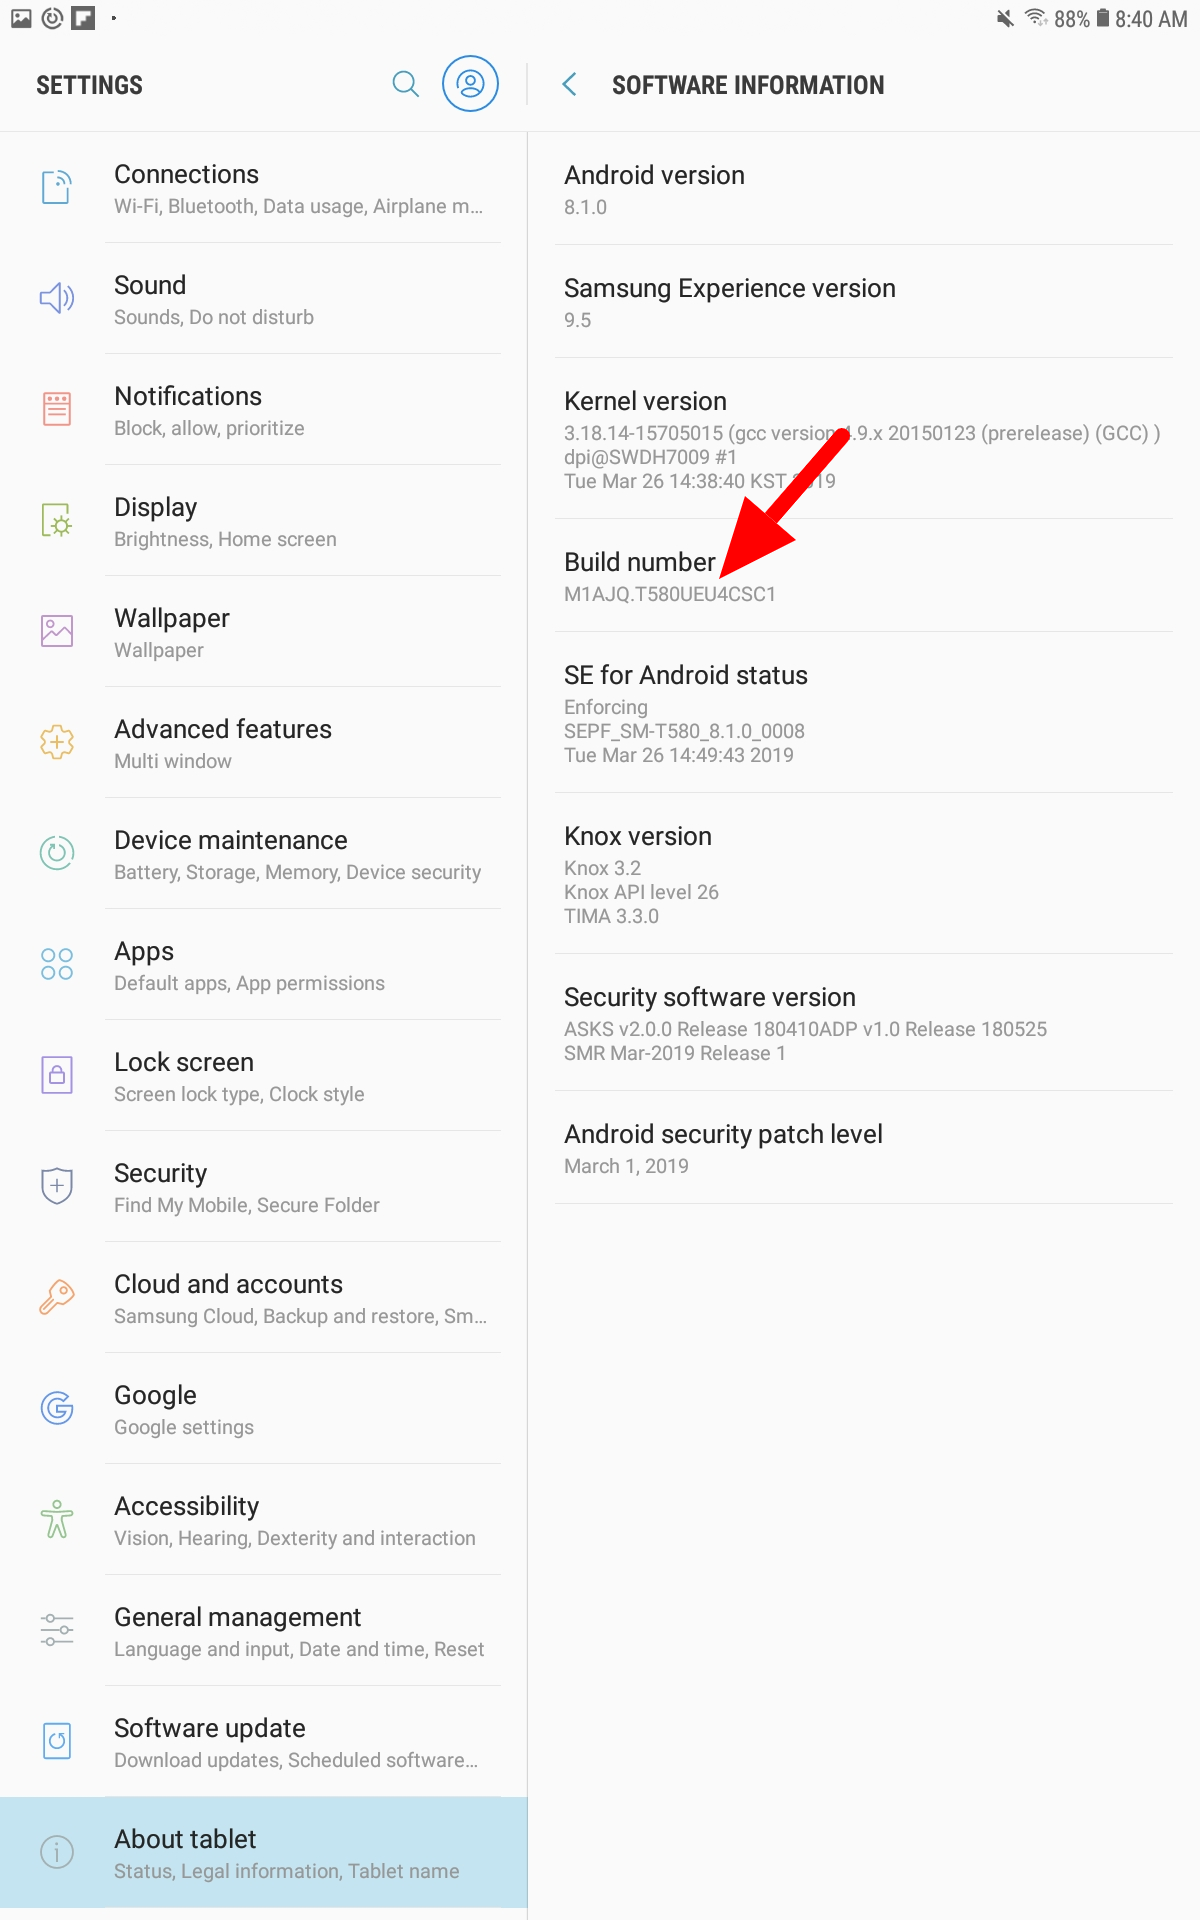 88% 8:40 AM
SETTINGS
SOFTWARE INFORMATION
Connections
Wi-Fi, Bluetooth, Data usage, Airplane m...
Sound
Sounds, Do not disturb
Notifications
Block, allow, prioritize
Display
Brightness, Home screen
Wallpaper
Wallpaper
Advanced features
Multi window
Device maintenance
Battery, Storage, Memory, Device security
Apps
Default apps, App permissions
Lock screen
Screen lock type, Clock style
Security
Find My Mobile, Secure Folder
Cloud and accounts
Samsung Cloud, Backup and restore, Sm...
Google
Google settings
Accessibility
Vision, Hearing, Dexterity and interaction
General management
Language and input, Date and time, Reset
Software update
Download updates, Scheduled software...
About tablet
Status, Legal information, Tablet name
Android version
8.1.0
Samsung Experience version
9.5
Kernel version
3.18.14-15705015 (gcc version 4.9.x 20150123 (prerelease) (GCC) )
dpi@SWDH7009 #1
Tue Mar 26 14:38:40 KST 2019
Build number
M1AJQ.T580UEU4CSC1
SE for Android status
Enforcing
SEPF_SM-T580_8.1.0_0008
Tue Mar 26 14:49:43 2019
Knox version
Knox 3.2
Knox API level 26
TIMA 3.3.0
Security software version
ASKS v2.0.0 Release 180410ADP v1.0 Release 180525
SMR Mar-2019 Release 1
Android security patch level
March 1, 2019